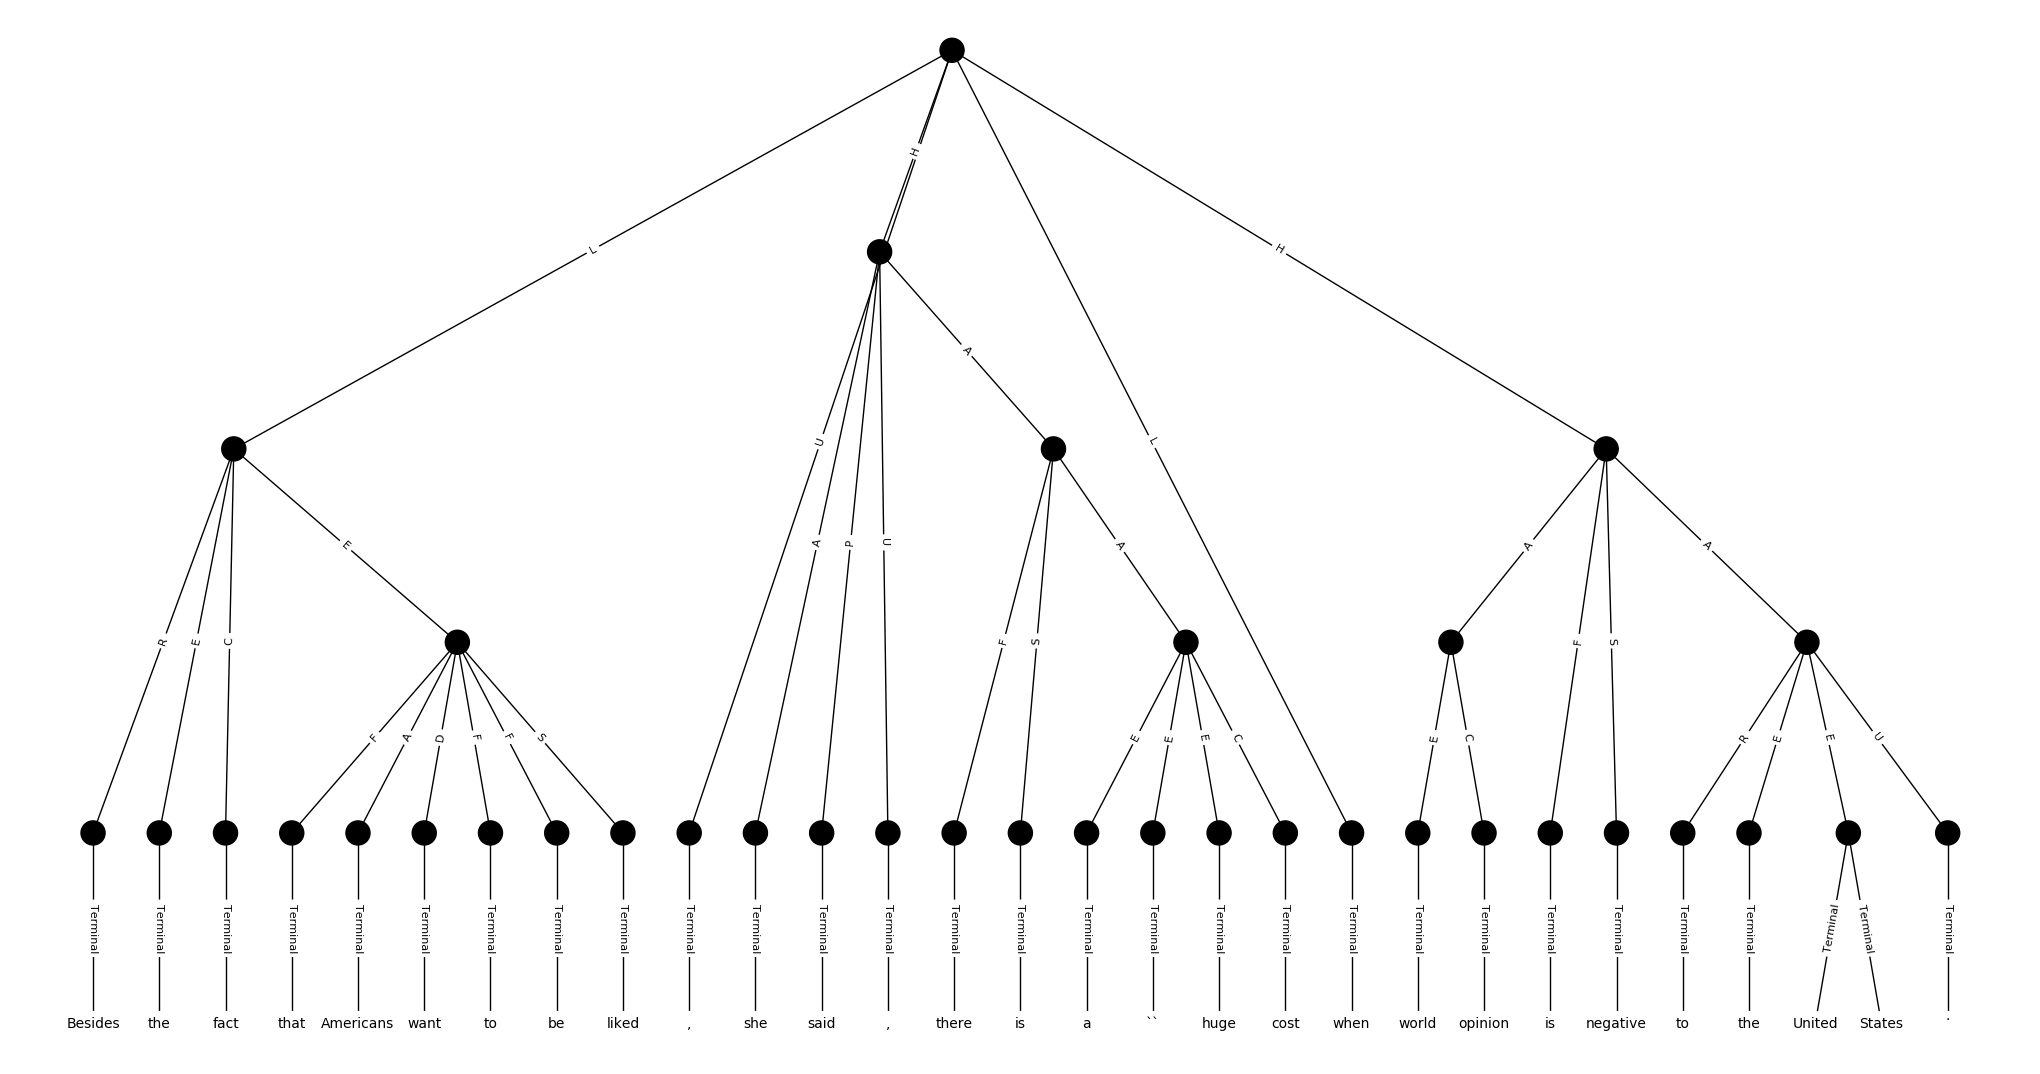 H
L
H
A
U
L
E
A
P
U
A
A
A
R
E
C
F
S
F
S
F
A
D
F
F
S
E
E
E
C
E
C
R
E
E
U
Terminal Terminal Terminal Terminal Terminal Terminal Terminal Terminal Terminal Terminal Terminal Terminal Terminal Terminal Terminal Terminal Terminal Terminal Terminal Terminal Terminal Terminal Terminal Terminal Terminal Terminal Terminal Terminal Terminal
Besides the fact that Americans want to be liked , she said , there is a `` huge cost when world opinion is negative to the United States .